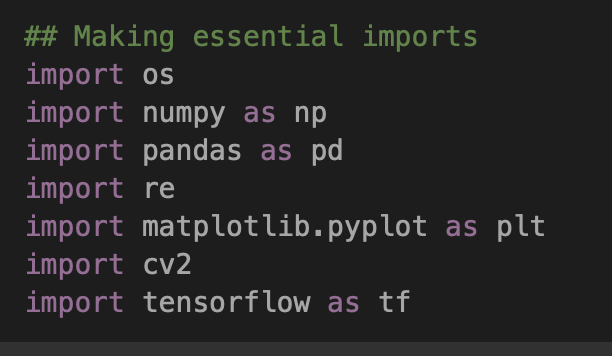 ## Making essential imports
import os
import numpy as np
import pandas as pd
import re
import matplotlib.pyplot as plt
import cv2
import tensorflow as tf